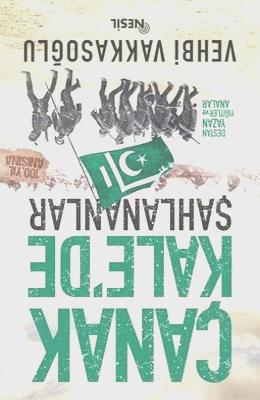 ÇANAK
KALE'DE
ŞAHLANANLAR
100. YIL
ANISINA
DESTAN
YAZAN
YİĞİTLER ve
ANALAR
VEHBİ VAKKASOĞLU
NESİL